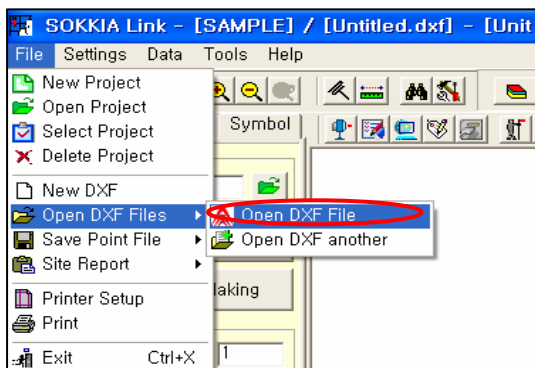 SOKKIA Link - [SAMPLE] / [Untitled.dxf] - [Unit
File Settings Data Tools Help
New Project
Open Project
Select Project
Symbol
Delete Project
New DXF
Open DXF Files
Open DXF File
Save Point File
Open DXF another
Site Report
Printer Setup
laking
Print
Exit Ctrl+X
1